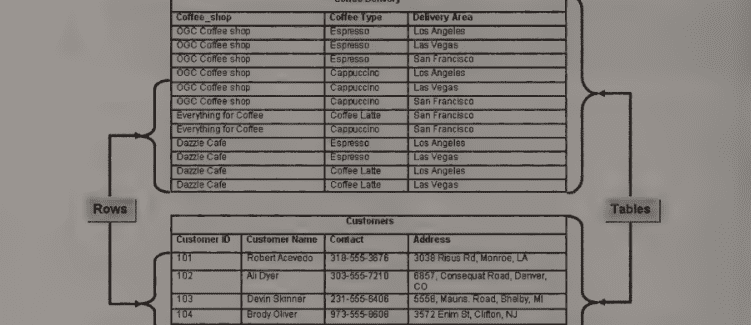 Coffee Delivery
Coffee_shop Coffee Type Delivery Area
OGC Coffee shop Espresso Los Angeles
OGC Coffee shop Espresso Las Vegas
OGC Coffee shop Espresso San Francisco
OGC Coffee shop Cappuccino Los Angeles
OGC Coffee shop Cappuccino Las Vegas
OGC Coffee shop Cappuccino San Francisco
Everything for Coffee Coffee Latte San Francisco
Everything for Coffee Cappuccino San Francisco
Dazzle Cafe Espresso Los Angeles
Dazzle Cafe Espresso Las Vegas
Dazzle Cafe Coffee Latte Los Angeles
Dazzle Cafe Coffee Latte Las Vegas
Rows
Tables
Customers
Customer ID Customer Name Contact Address
101 Robert Acevedo 318-555-3676 3038 Risus Rd, Monroe, LA
102 Ali Dyer 303-555-7210 6857, Consequat Road, Denver,
CO
103 Devin Skinner 231-555-6406 5558, Mauris. Road, Shelby, MI
104 Brody Oliver 973-555-8608 3572 Enim St, Clifton, NJ